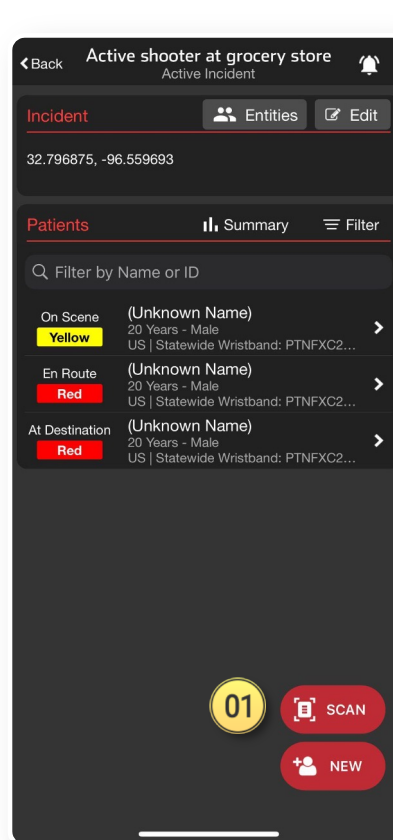 Back
Active shooter at grocery store
Active Incident
Incident
Entities
Edit
32.796875, -96.559693
Patients
Summary
Filter
Filter by Name or ID
On Scene
Yellow
(Unknown Name)
20 Years - Male
US | Statewide Wristband: PTNFXC2...
En Route
Red
(Unknown Name)
20 Years - Male
US | Statewide Wristband: PTNFXC2...
At Destination
Red
(Unknown Name)
20 Years - Male
US | Statewide Wristband: PTNFXC2...
01
SCAN
NEW